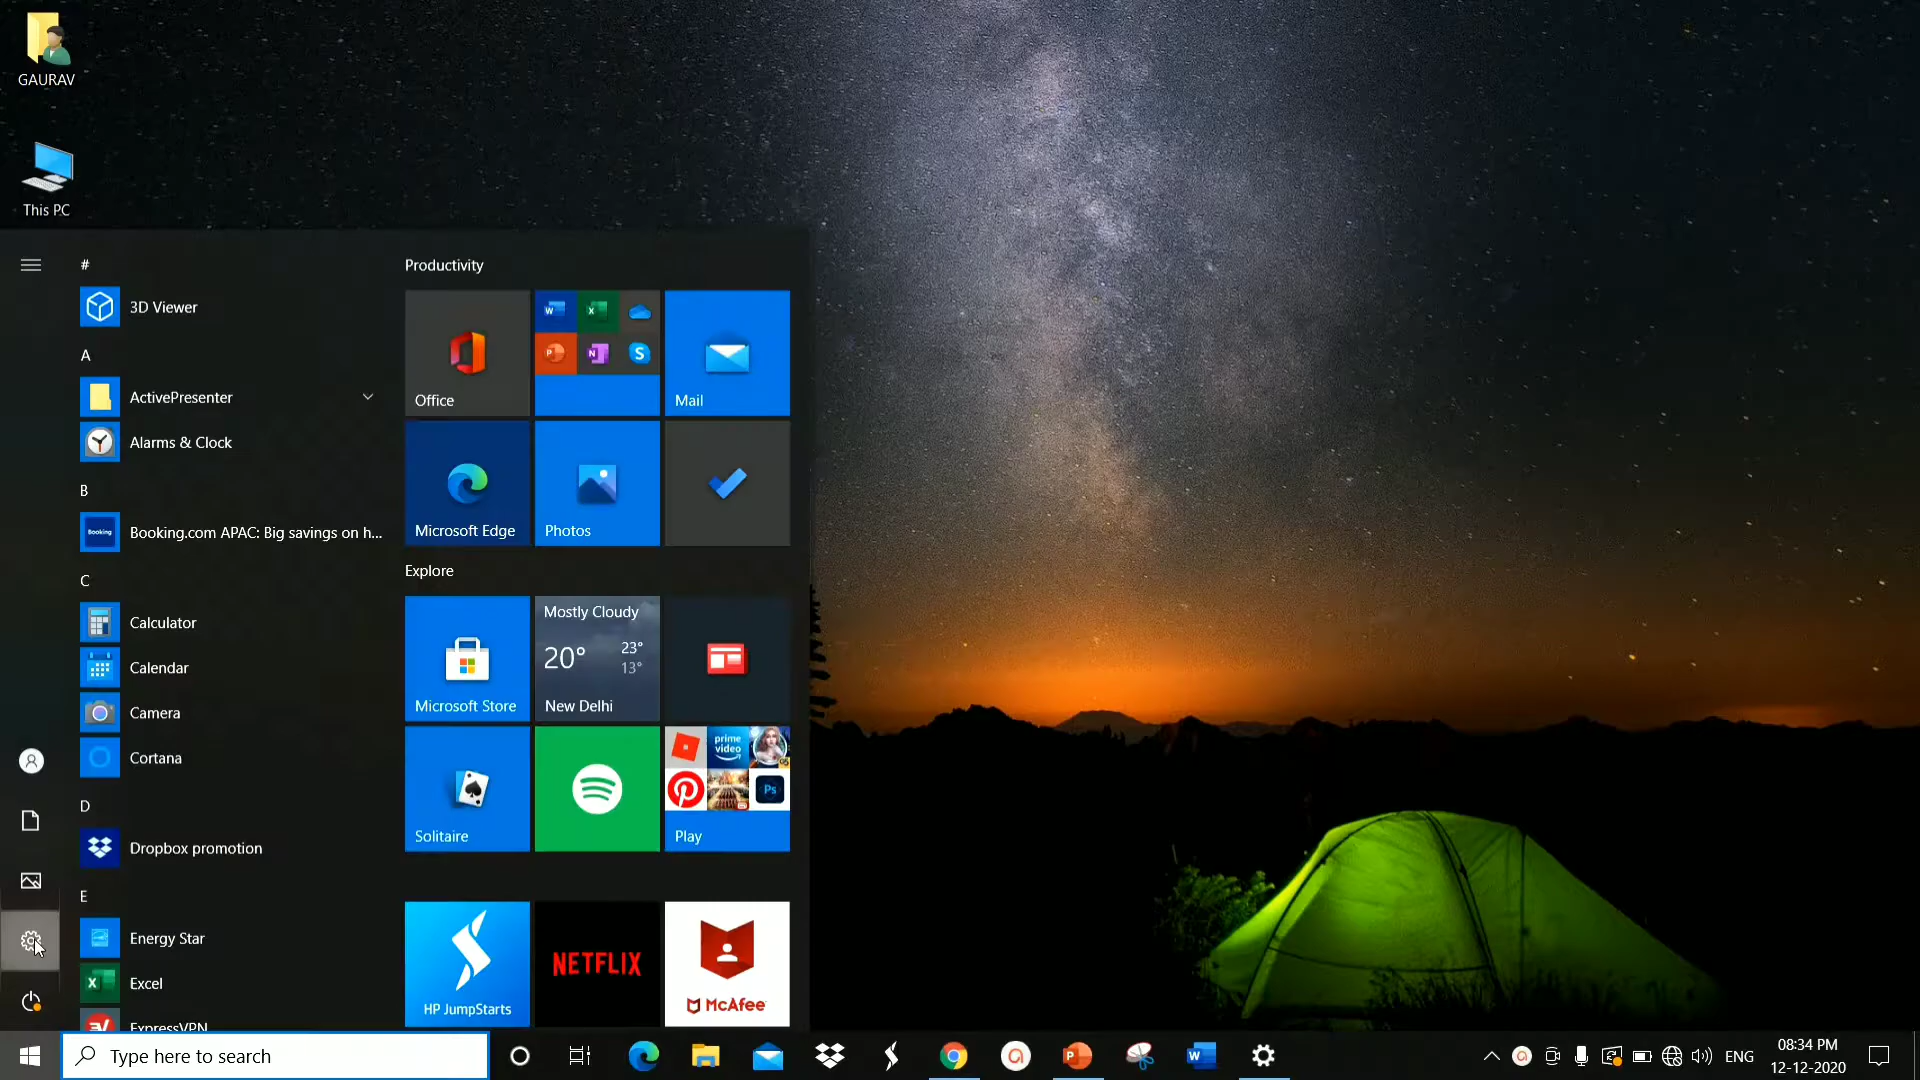 GAURAV
This PC
#
3D Viewer
A
ActivePresenter
Alarms & Clock
B
Booking
Booking.com APAC: Big savings on h...
C
Calculator
Calendar
Camera
Cortana
D
Dropbox promotion
E
Energy Star
Excel
ExpressVPN
Productivity
Office
Mail
Microsoft Edge
Photos
Explore
Microsoft Store
Mostly Cloudy
20°
23°
13°
New Delhi
Solitaire
prime
video
Ps
Play
HP JumpStarts
NETFLIX
McAfee
Type here to search
ENG
08:34 PM
12-12-2020